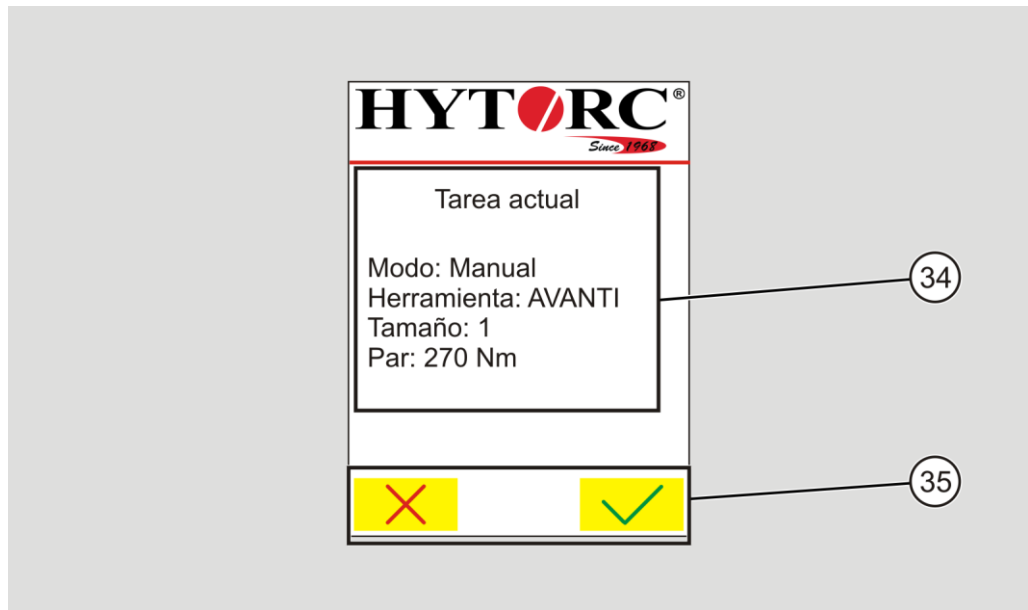 HYTORC®
Since 1968
Tarea actual
Modo: Manual
Herramienta: AVANTI
Tamaño: 1
Par: 270 Nm
34
35